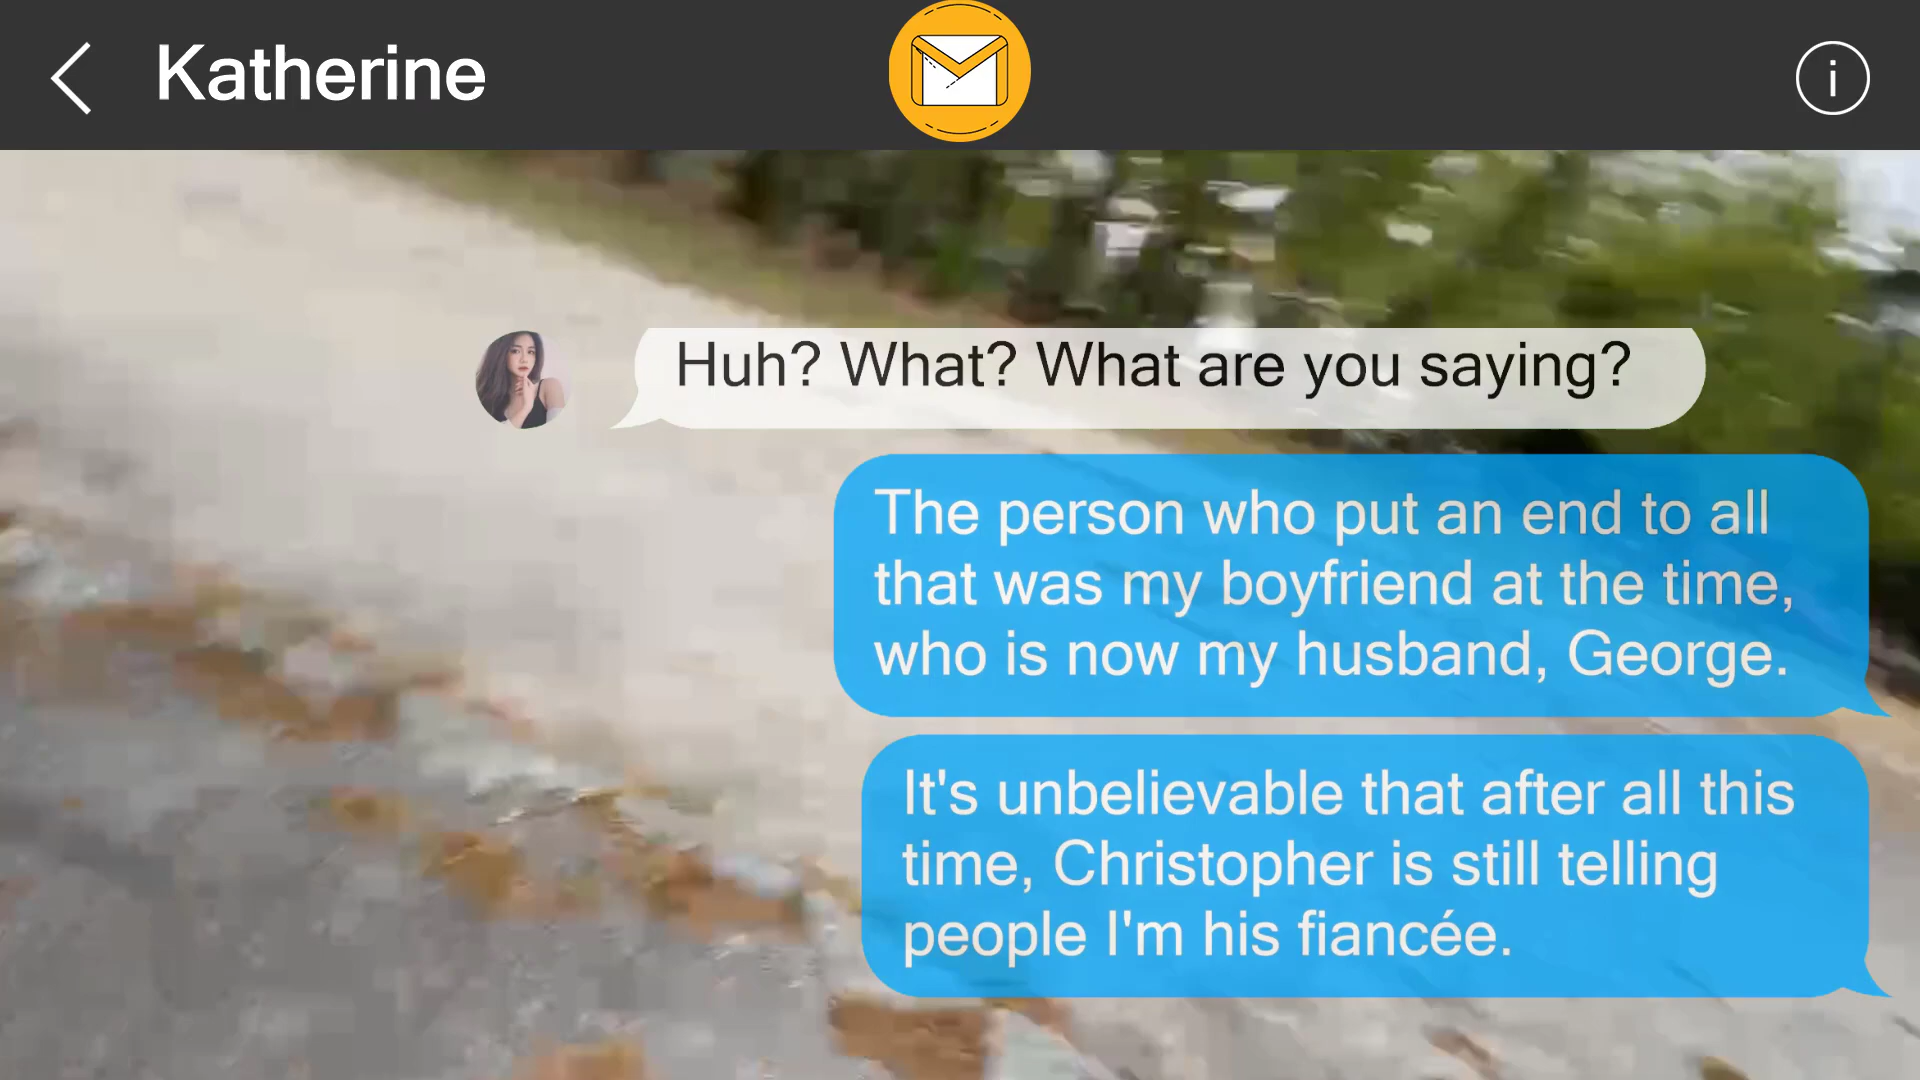 Katherine
i
Huh? What? What are you saying?
The person who put an end to all
that was my boyfriend at the time,
who is now my husband, George.
It's unbelievable that after all this
time, Christopher is still telling
people I'm his fiancée.